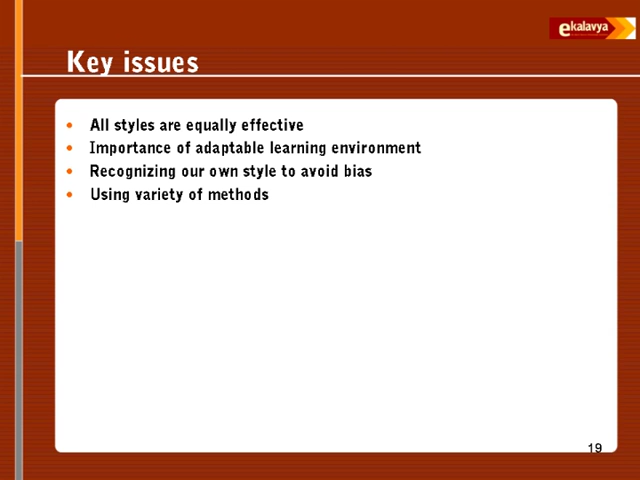 ekalavya
Key issues
• All styles are equally effective
• Importance of adaptable learning environment
• Recognizing our own style to avoid bias
• Using variety of methods
19